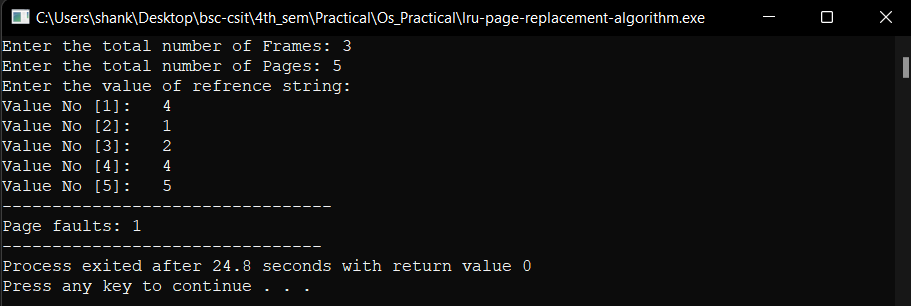 C:\Users\shank\Desktop\bsc-csit\4th_sem\Practical\Os_Practical\lru-page-replacement-algorithm.exe
Enter the total number of Frames: 3
Enter the total number of Pages: 5
Enter the value of refrence string:
Value No [1]:   4
Value No [2]:   1
Value No [3]:   2
Value No [4]:   4
Value No [5]:   5
---------------------------------
Page faults: 1
--------------------------------
Process exited after 24.8 seconds with return value 0
Press any key to continue . . .